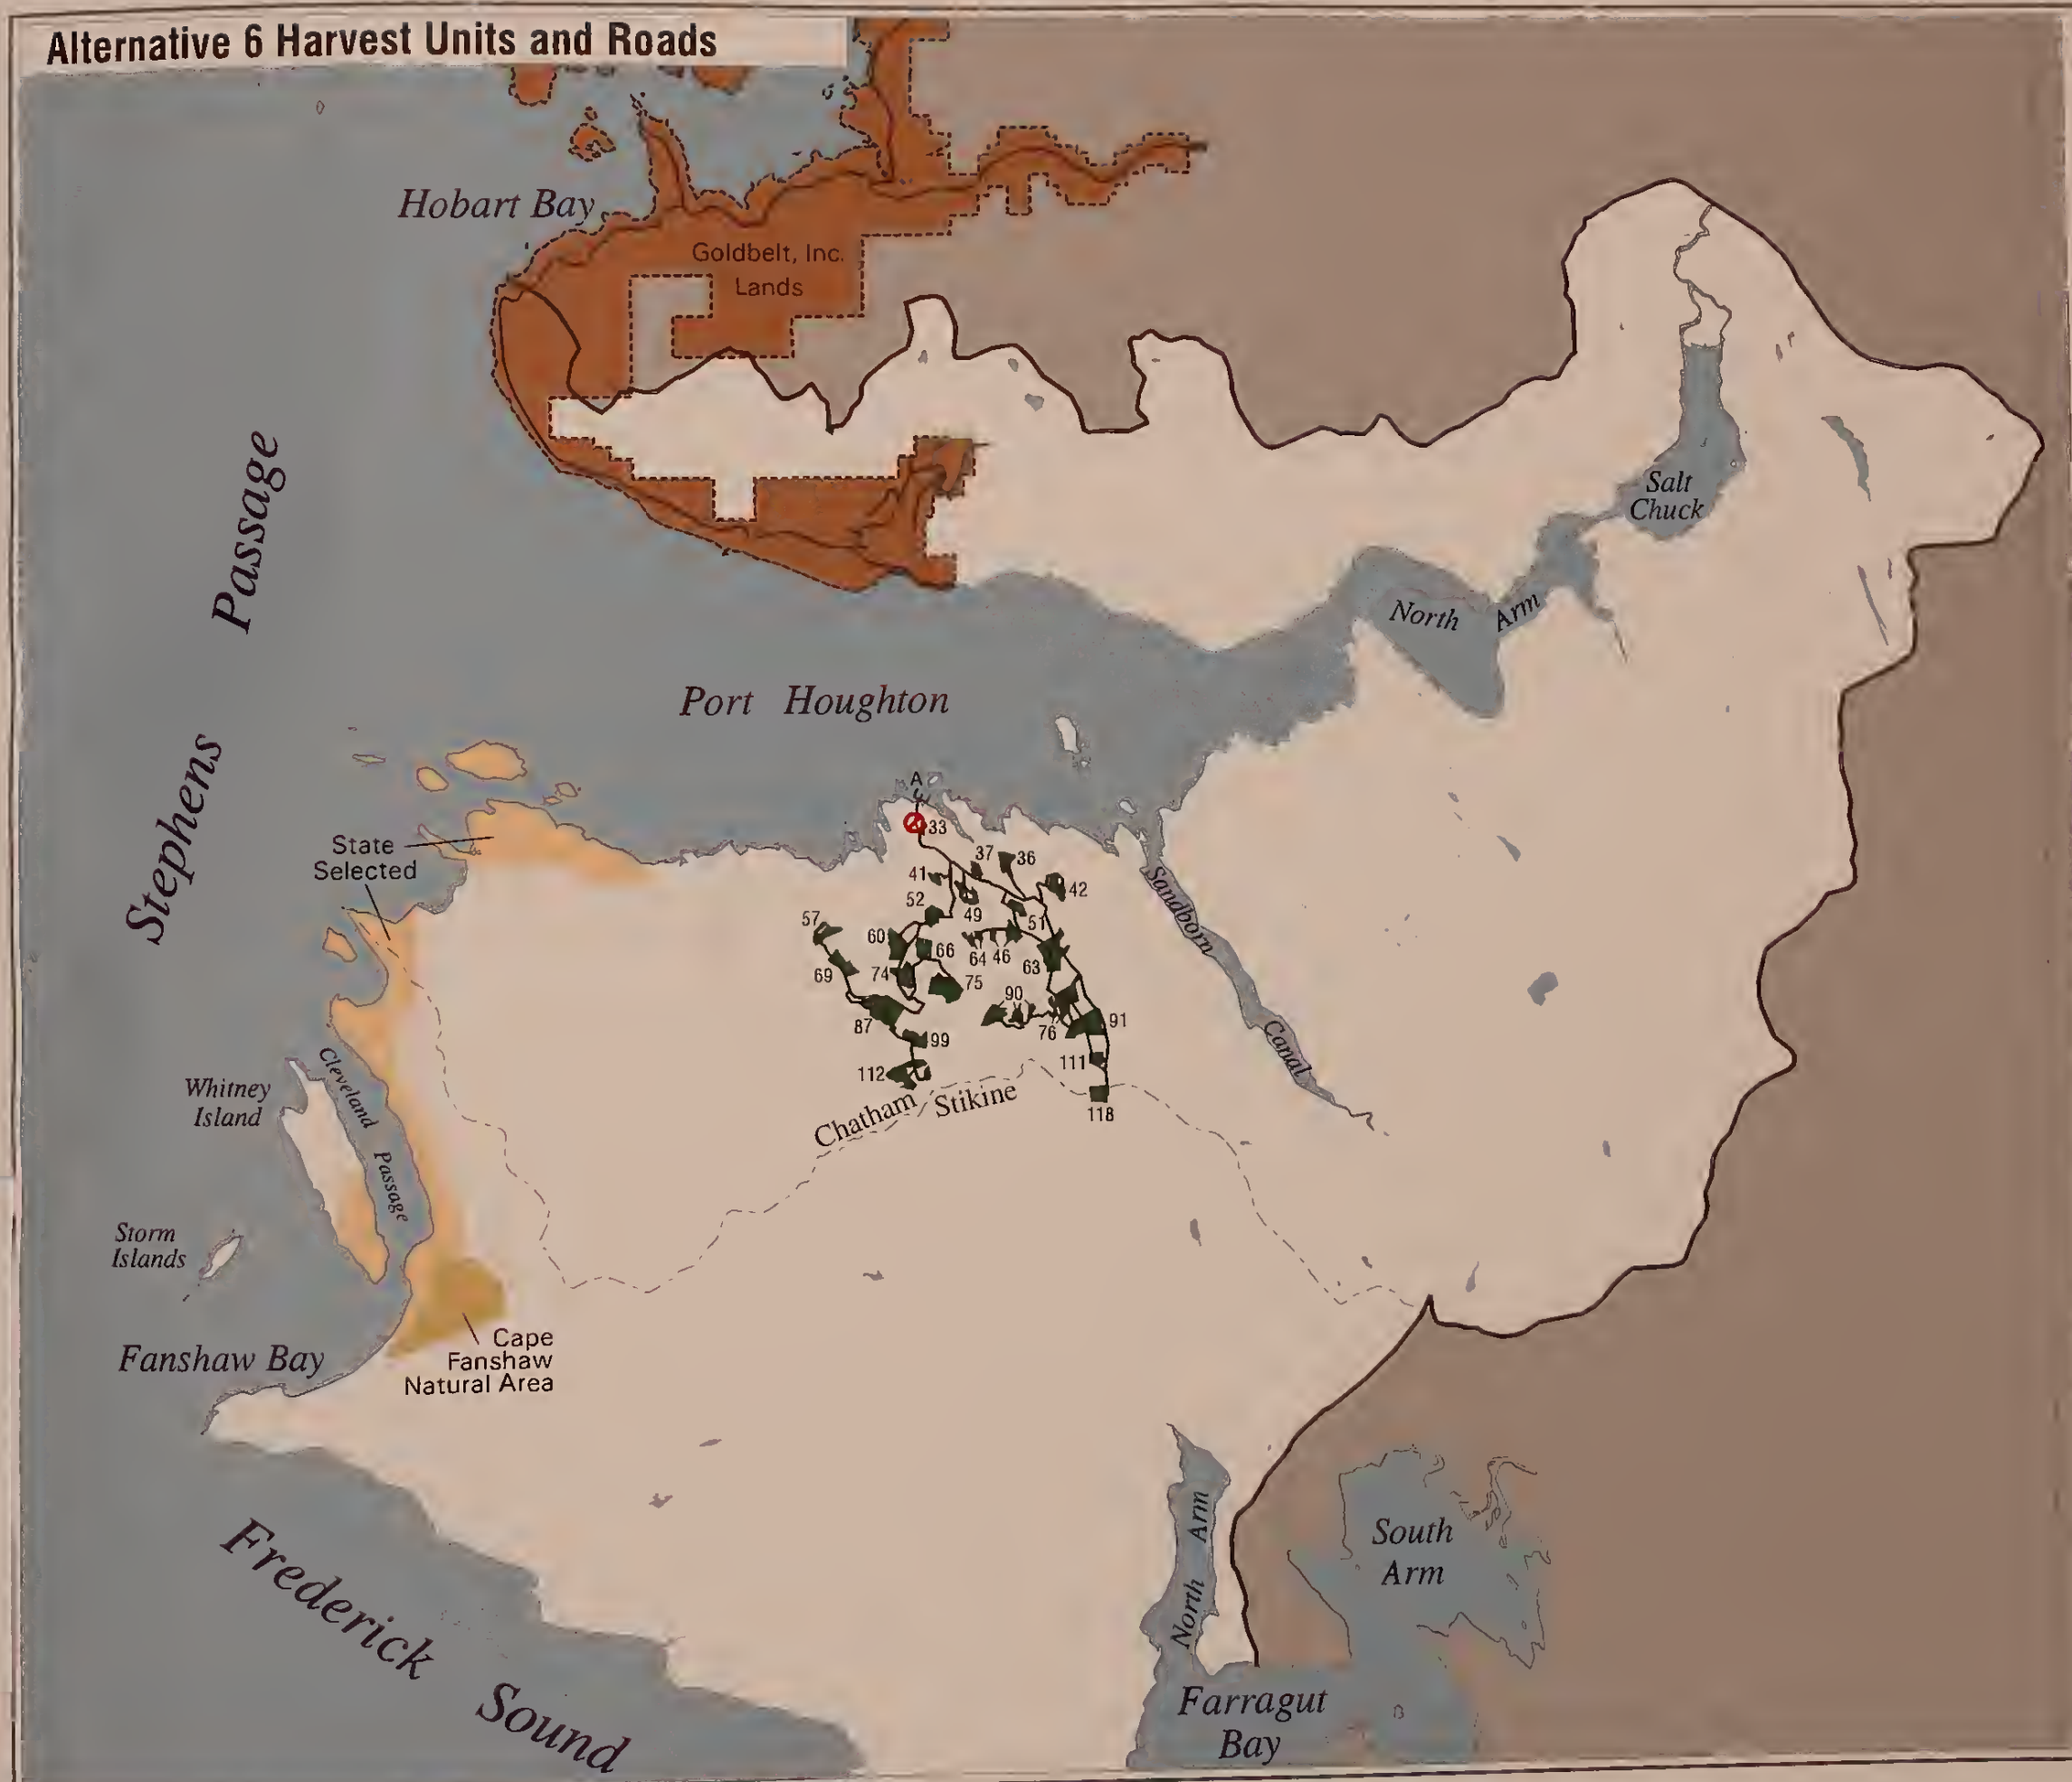 Alternative 6 Harvest Units and Roads
Hobart Bay
Goldbelt, Inc.
Lands
Stephens Passage
Salt
Chuck
North Arm
Port Houghton
A
33
State
Selected
37
36
41
42
52
49
57
51
60
66
64
46
63
69
74
75
90
87
76
91
99
111
112
118
Sandborn Canal
Chatham
Stikine
Whitney
Island
Cleveland Passage
Storm
Islands
Cape
Fanshaw
Natural Area
Fanshaw Bay
Frederick Sound
North Arm
South
Arm
Farragut
Bay